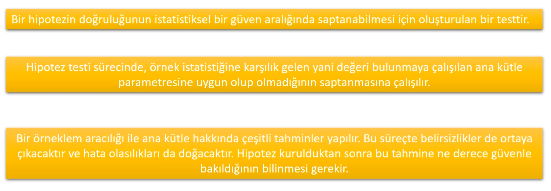 Bir hipotezin doğruluğunun istatistiksel bir güven aralığında saptanabilmesi için oluşturulan bir testtir.
Hipotez testi sürecinde, örnek istatistiğine karşılık gelen yani değeri bulunmaya çalışılan ana kütle
parametresine uygun olup olmadığının saptanmasına çalışılır.
Bir örneklem aracılığı ile ana kütle hakkında çeşitli tahminler yapılır. Bu süreçte belirsizlikler de ortaya
çıkacaktır ve hata olasılıkları da doğacaktır. Hipotez kurulduktan sonra bu tahmine ne derece güvenle
bakıldığının bilinmesi gerekir.